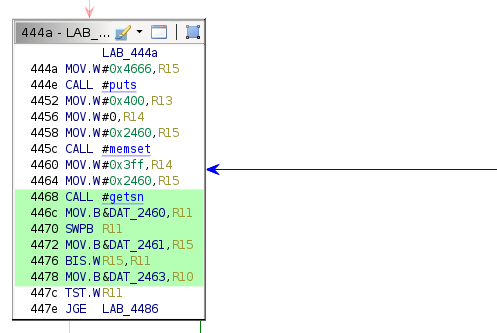 444a - LAB_...
LAB_444a
444a MOV.W #0x4666,R15
444e CALL #puts
4452 MOV.W #0x400,R13
4456 MOV.W #0,R14
4458 MOV.W #0x2460,R15
445c CALL #memset
4460 MOV.W #0x3ff,R14
4464 MOV.W #0x2460,R15
4468 CALL #getsn
446c MOV.B &DAT_2460,R11
4470 SWPB R11
4472 MOV.B &DAT_2461,R15
4476 BIS.W R15,R11
4478 MOV.B &DAT_2463,R10
447c TST.W R11
447e JGE LAB_4486